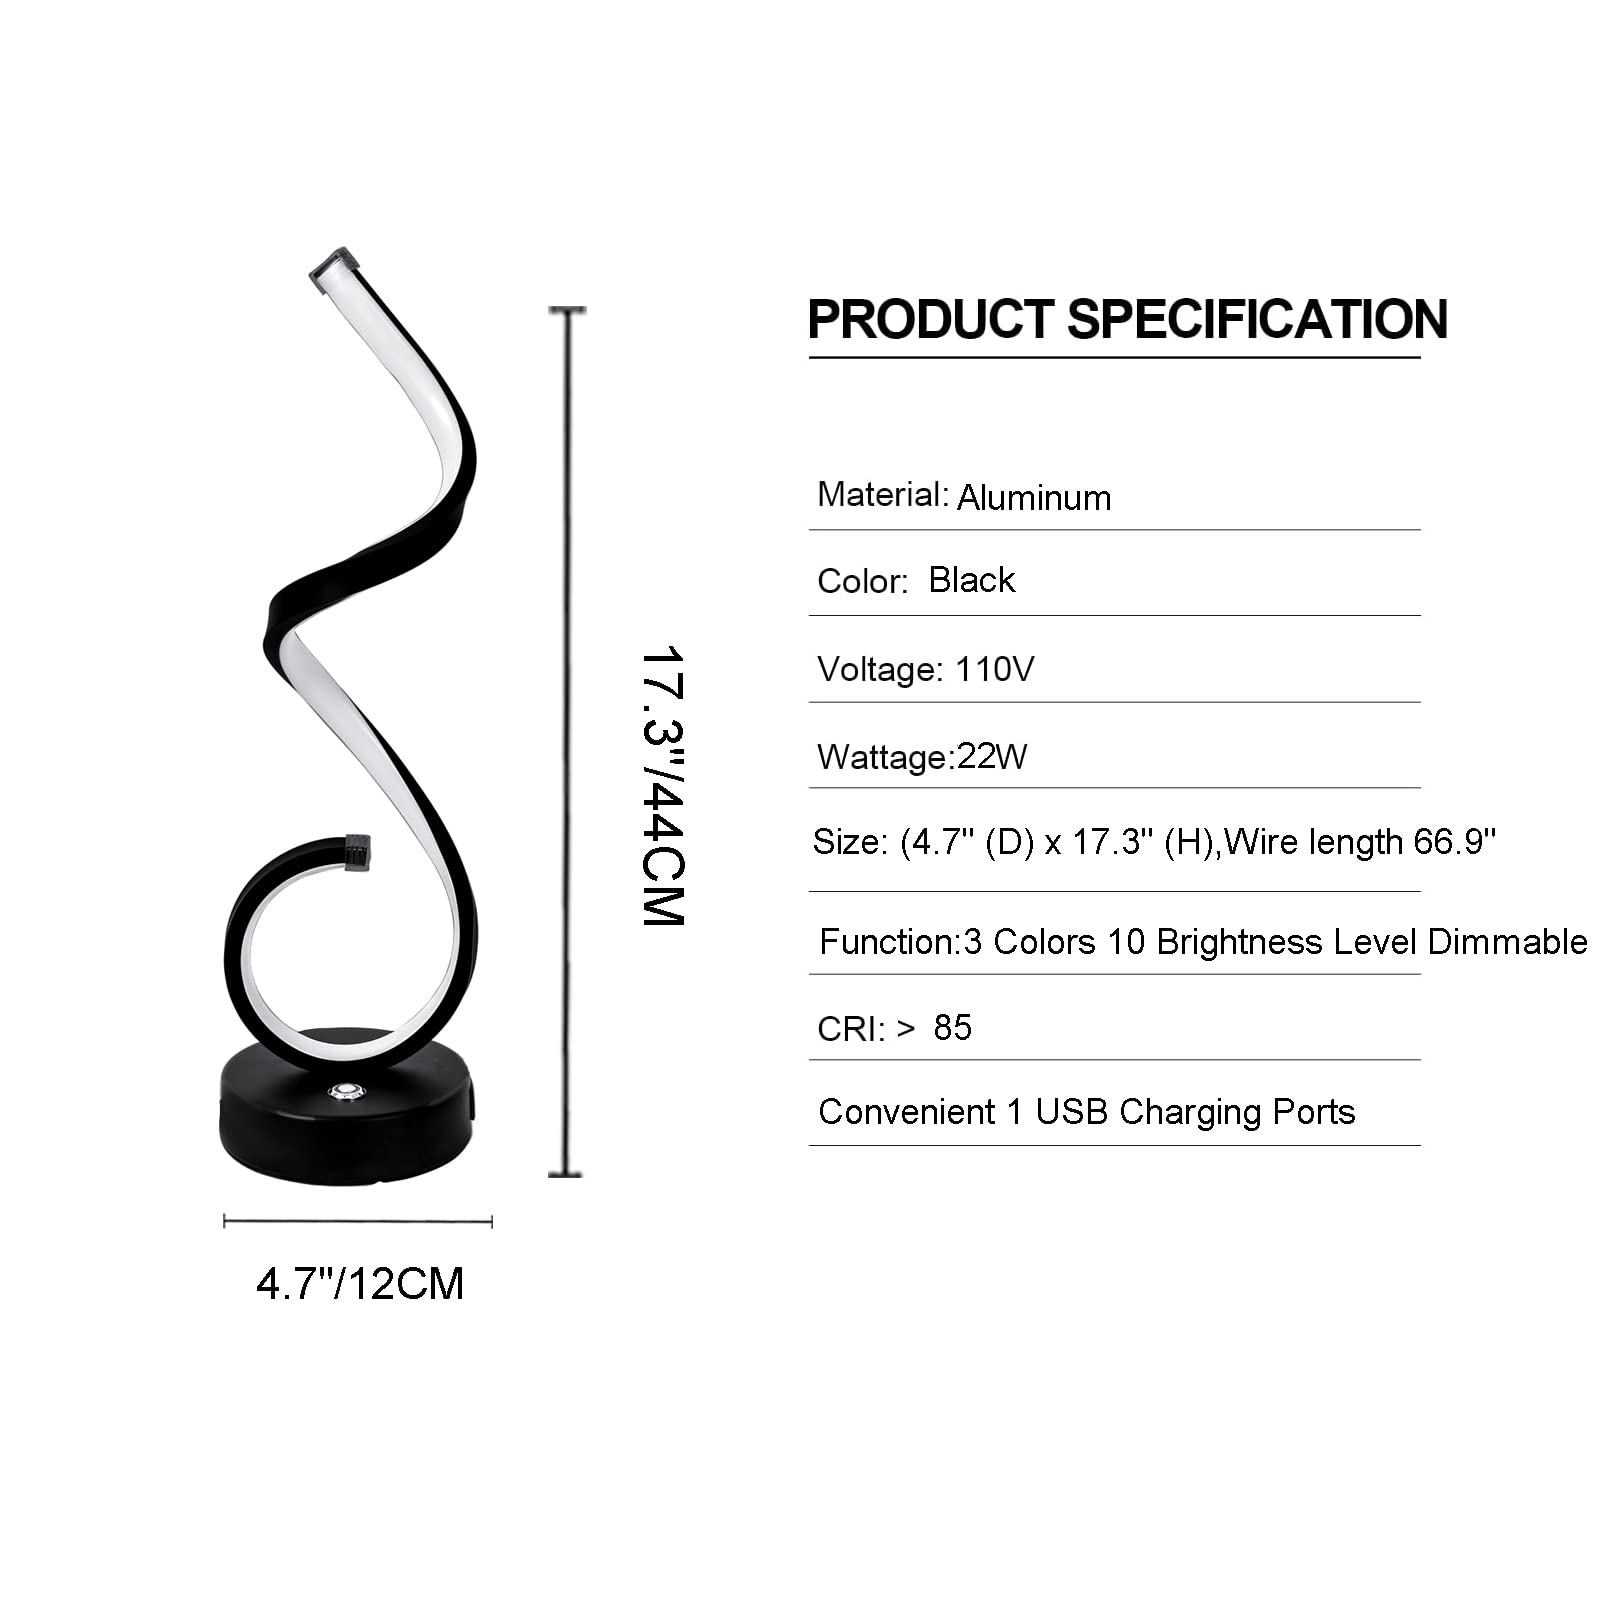 PRODUCT SPECIFICATION
Material: Aluminum
Color: Black
Voltage: 110V
Wattage:22W
Size: (4.7" (D) x 17.3" (H),Wire length 66.9"
Function:3 Colors 10 Brightness Level Dimmable
CRI: > 85
Convenient 1 USB Charging Ports
17.3"/44CM
4.7"/12CM